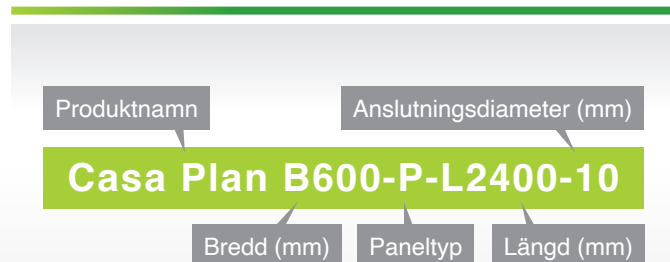 Produktnamn Anslutningsdiameter (mm)
Casa Plan B600-P-L2400-10
Bredd (mm) Paneltyp Längd (mm)